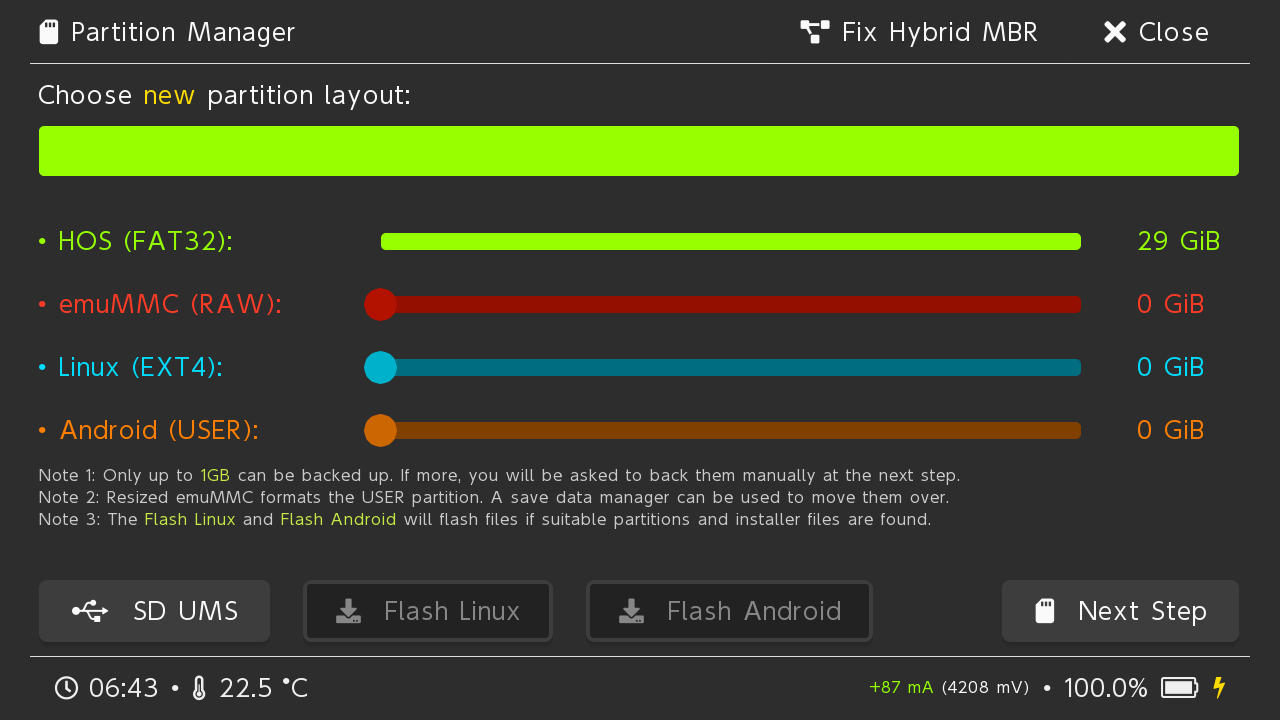 Partition Manager
Fix Hybrid MBR
Close
Choose new partition layout:
• HOS (FAT32):
29 GiB
• emuMMC (RAW):
0 GiB
• Linux (EXT4):
0 GiB
• Android (USER):
0 GiB
Note 1: Only up to 1GB can be backed up. If more, you will be asked to back them manually at the next step.
Note 2: Resized emuMMC formats the USER partition. A save data manager can be used to move them over.
Note 3: The Flash Linux and Flash Android will flash files if suitable partitions and installer files are found.
SD UMS
Flash Linux
Flash Android
Next Step
06:43 • 22.5 °C
+87 mA (4208 mV) • 100.0%